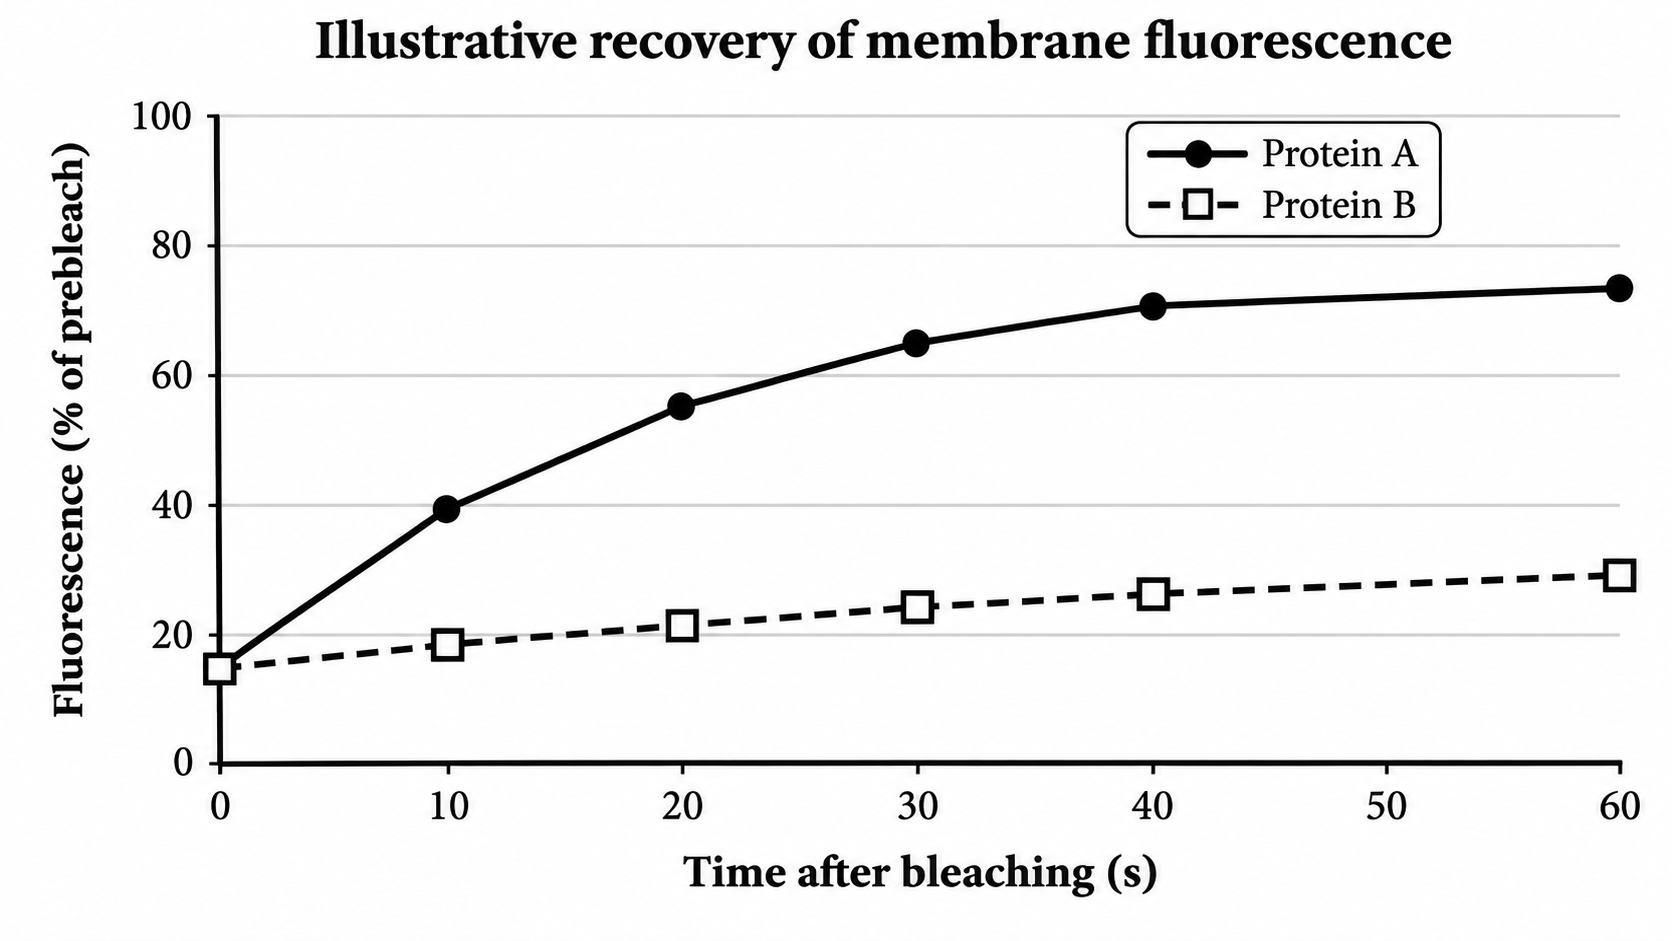 Illustrative recovery of membrane fluorescence
Fluorescence (% of prebleach)
100
80
60
40
20
0
Protein A
Protein B
0 10 20 30 40 50 60
Time after bleaching (s)